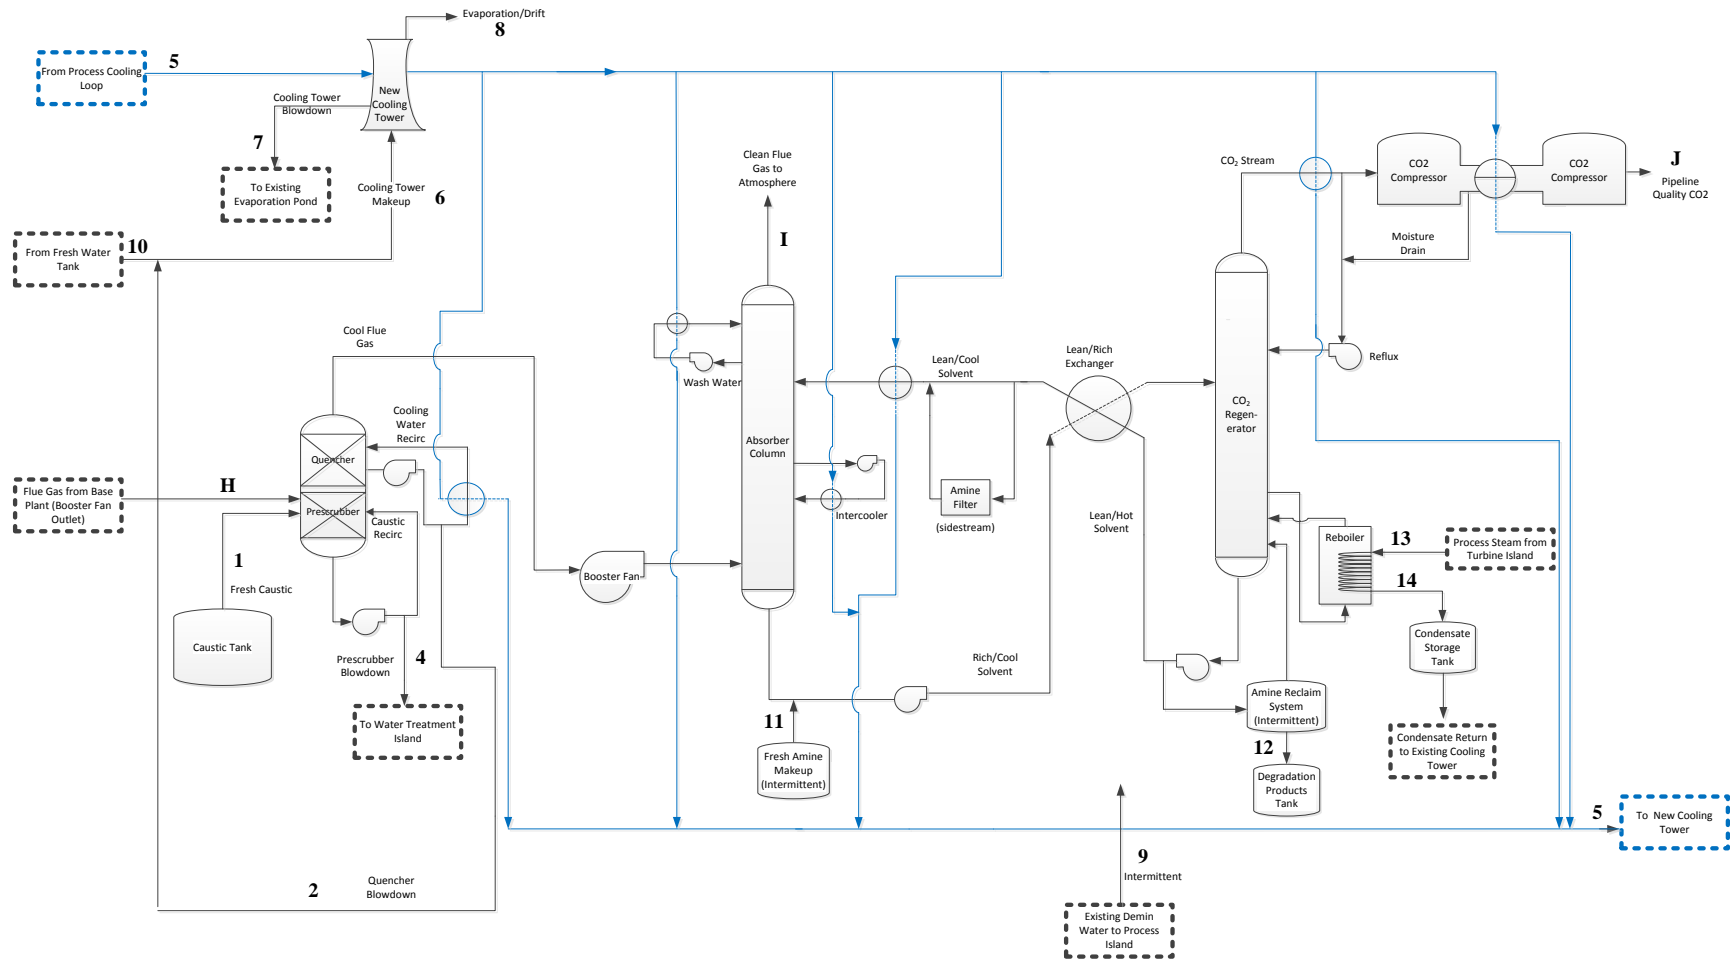 Evaporation/Drift
8
From Process Cooling
Loop
5
New
Cooling
Tower
Cooling Tower
Blowdown
7
To Existing
Evaporation Pond
Cooling Tower
Makeup
6
From Fresh Water
Tank
10
Clean Flue
Gas to
Atmosphere
I
CO2 Stream
CO2
Compressor
CO2
Compressor
J
Pipeline
Quality CO2
Moisture
Drain
Cool Flue
Gas
Wash Water
Lean/Cool
Solvent
Lean/Rich
Exchanger
Reflux
Cooling
Water
Recirc
Absorber
Column
CO₂
Regen-
erator
Quencher
Flue Gas from Base
Plant (Booster Fan
Outlet)
H
Prescrubber
Caustic
Recirc
Intercooler
Amine
Filter
(sidestream)
Lean/Hot
Solvent
Reboiler
13
Process Steam from
Turbine Island
14
1
Fresh Caustic
Booster Fan
Caustic Tank
Prescrubber
Blowdown
4
To Water Treatment
Island
Rich/Cool
Solvent
Condensate
Storage
Tank
Amine Reclaim
System
(Intermittent)
11
Fresh Amine
Makeup
(Intermittent)
12
Degradation
Products
Tank
Condensate Return
to Existing Cooling
Tower
5
To New Cooling
Tower
9
Intermittent
2
Quencher
Blowdown
Existing Demin
Water to Process
Island